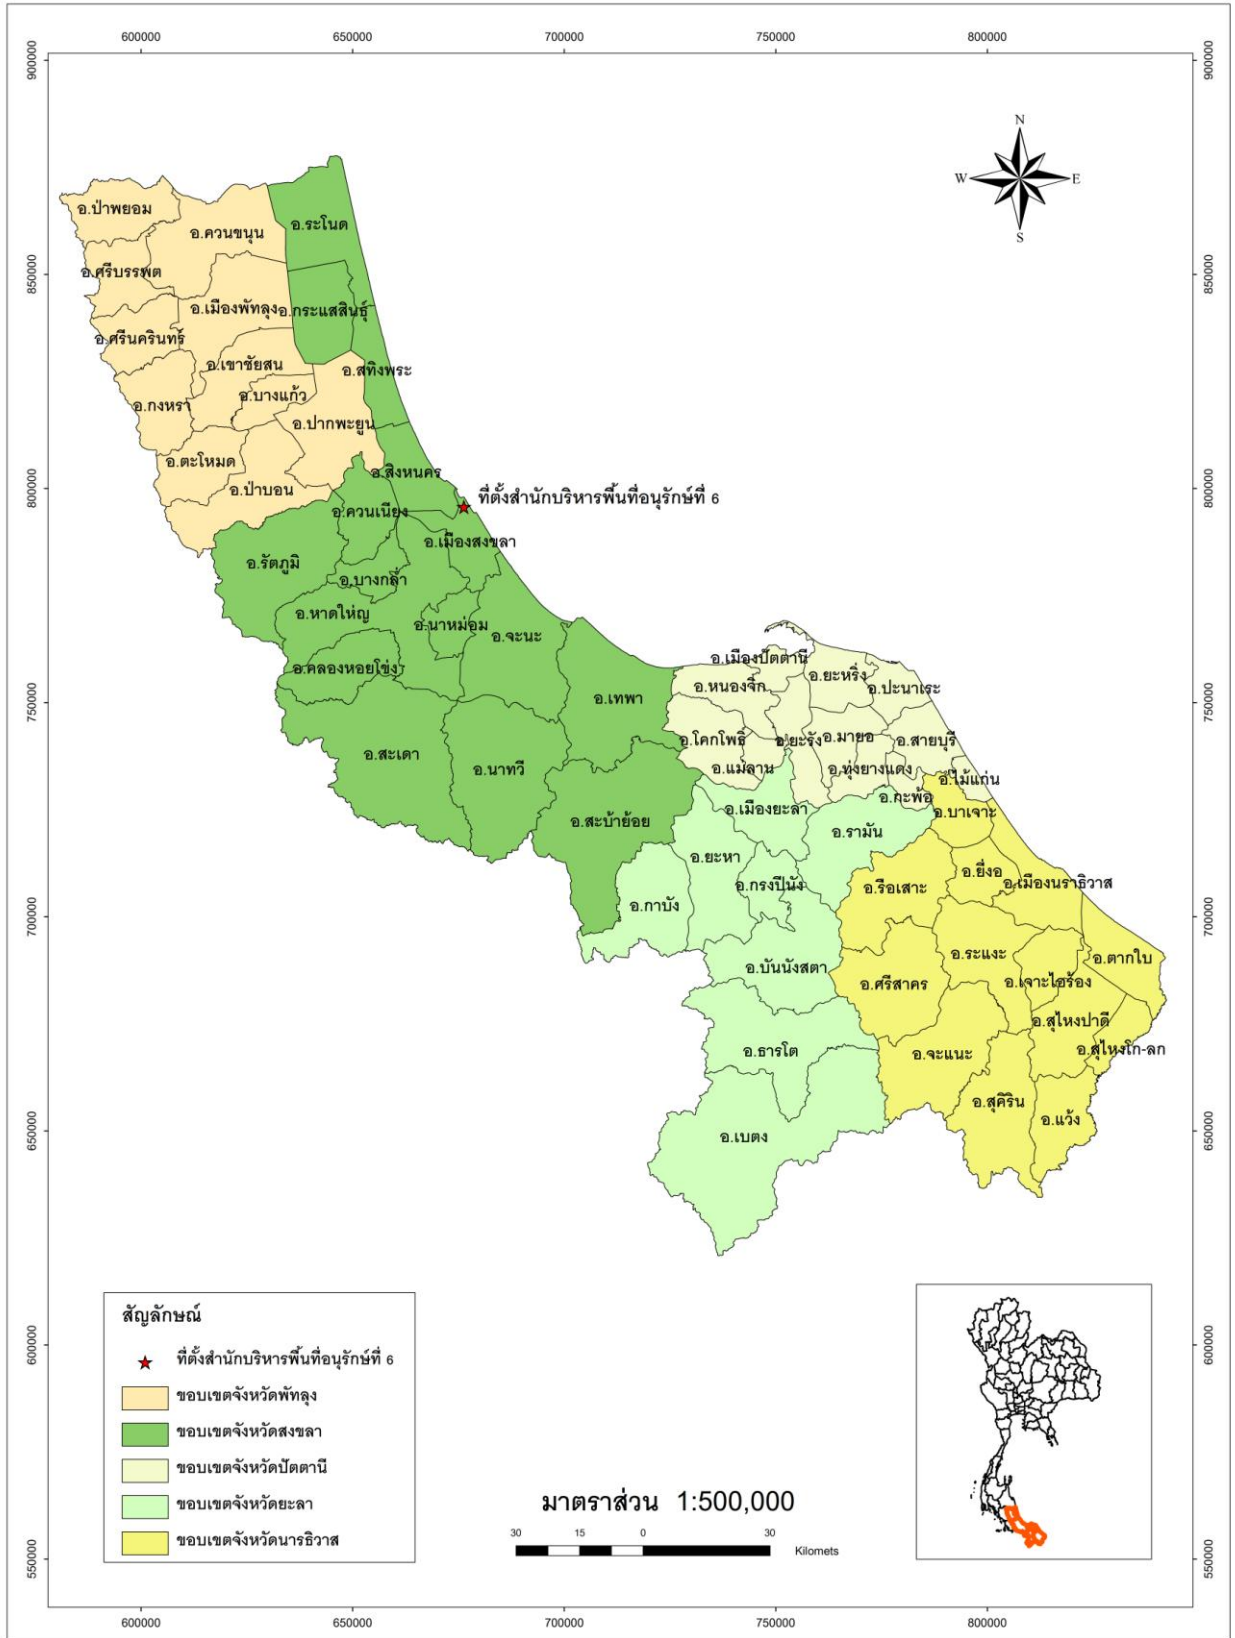 600000 650000 700000 750000 800000
900000 900000
N
W E
S
อ.ป่าพยอม
อ.ระโนด
อ.ควนขนุน
850000 850000
อ.ศรีบรรพต
อ.เมืองพัทลุง
อ.กระแสสินธุ์
อ.ศรีนครินทร์
อ.เขาชัยสน
อ.สทิงพระ
อ.บางแก้ว
อ.กงหรา
อ.ปากพะยูน
อ.ตะโหมด
อ.สิงหนคร
อ.ป่าบอน
800000 800000
ที่ตั้งสำนักบริหารพื้นที่อนุรักษ์ที่ 6
อ.ควนเนียง
อ.เมืองสงขลา
อ.รัตภูมิ
อ.บางกล่ำ
อ.หาดใหญ่
อ.นาหม่อม
อ.จะนะ
อ.คลองหอยโข่ง
อ.เมืองปัตตานี
อ.ยะหริ่ง
อ.หนองจิก
อ.ปะนาเระ
750000 750000
อ.เทพา
อ.โคกโพธิ์
อ.ยะรัง
อ.มายอ
อ.สายบุรี
อ.สะเดา
อ.นาทวี
อ.แม่ลาน
อ.ทุ่งยางแดง
อ.ไม้แก่น
อ.กะพ้อ
อ.เมืองยะลา
อ.บาเจาะ
อ.สะบ้าย้อย
อ.รามัน
อ.ยะหา
อ.ยี่งอ
อ.กรงปินัง
อ.รือเสาะ
อ.เมืองนราธิวาส
อ.กาบัง
700000 700000
อ.ระแงะ
อ.ตากใบ
อ.บันนังสตา
อ.ศรีสาคร
อ.เจาะไอร้อง
อ.สุไหงปาดี
อ.ธารโต
อ.จะแนะ
อ.สุไหงโก-ลก
อ.สุคิริน
อ.แว้ง
650000 650000
อ.เบตง
สัญลักษณ์
ที่ตั้งสำนักบริหารพื้นที่อนุรักษ์ที่ 6
ขอบเขตจังหวัดพัทลุง
ขอบเขตจังหวัดสงขลา
ขอบเขตจังหวัดปัตตานี
ขอบเขตจังหวัดยะลา
ขอบเขตจังหวัดนาราธิวาส
600000 600000
มาตราส่วน 1:500,000
30 15 0 30
Kilomets
550000 550000
600000 650000 700000 750000 800000